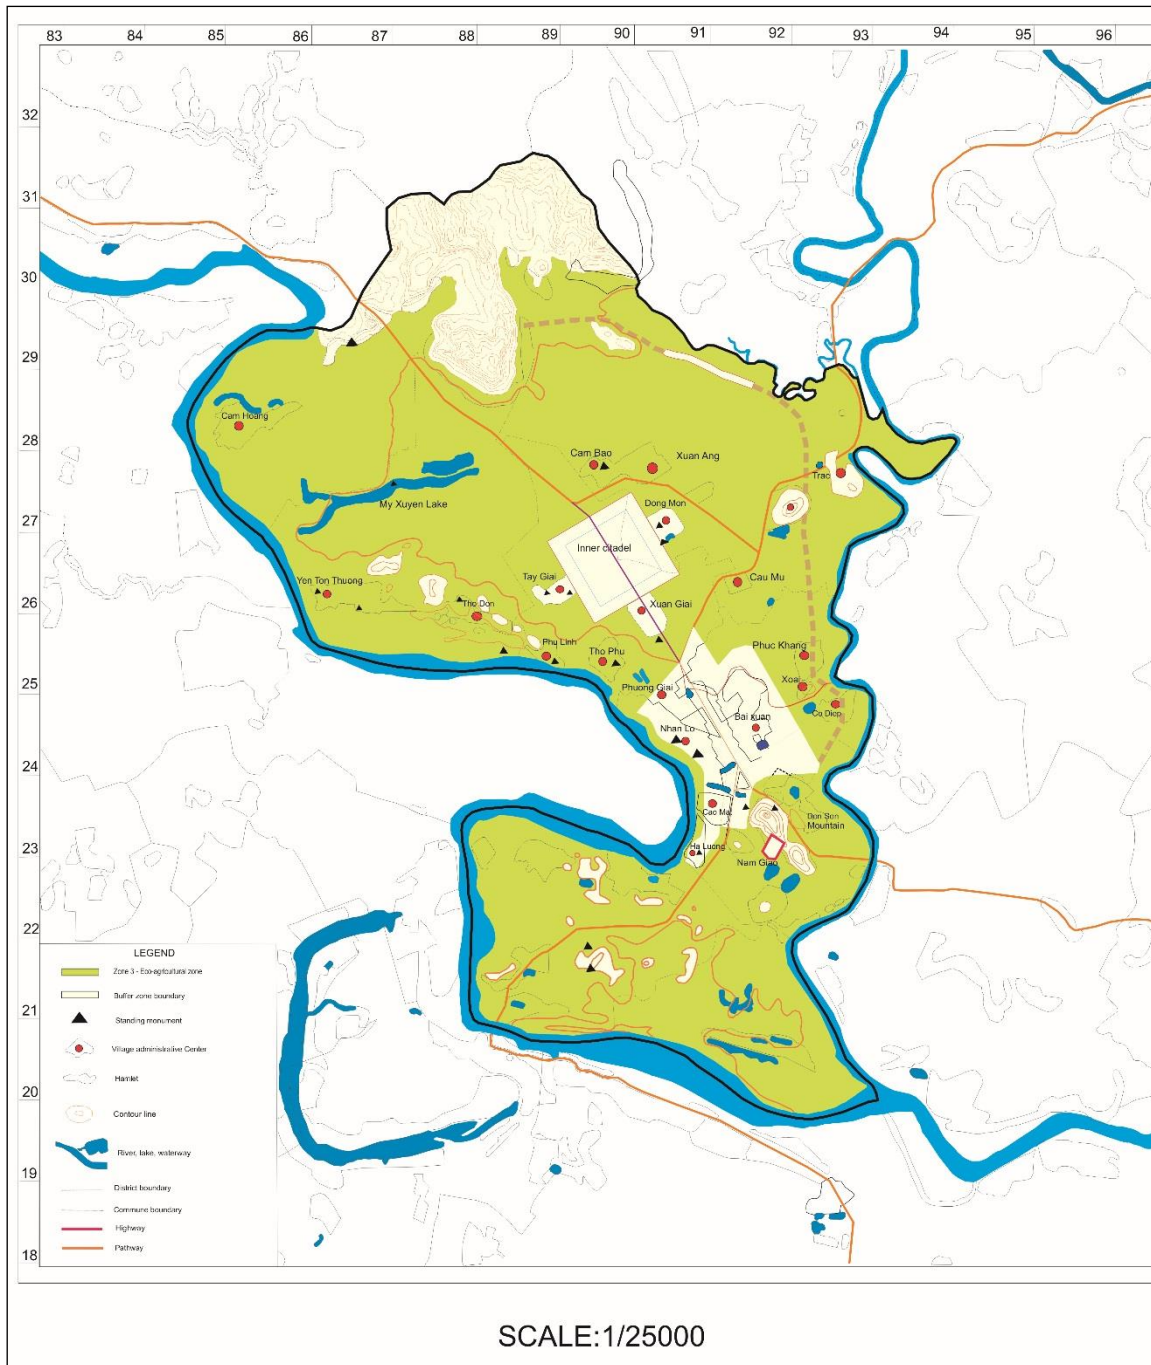 83 84 85 86 87 88 89 90 91 92 93 94 95 96
32
31
30
29
28
27
26
25
24
23
22
21
20
19
18
Cam Hoang
Cam Bao
Xuan Ang
Trao
My Xuyen Lake
Dong Mon
Inner citadel
Yen Ton Thuong
Tay Giai
Cau Mu
Tho Don
Xuan Giai
Phu Linh
Tho Phu
Phuc Khang
Xoai
Phuong Giai
Co Diep
Bai xuan
Nhan Lo
Cao Mat
Don Son
Mountain
Ha Luong
Nam Giao
LEGEND
Zone 3 - Eco-agricultural zone
Buffer zone boundary
Standing monument
Village administrative Center
Hamlet
Contour line
River, lake, waterway
District boundary
Commune boundary
Highway
Pathway
SCALE:1/25000